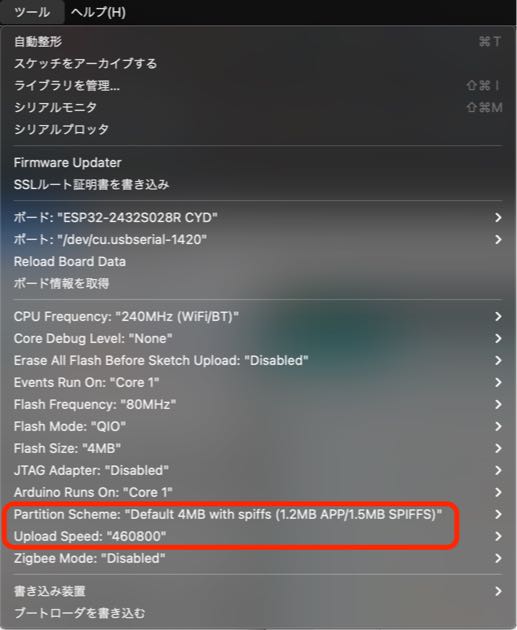 ツール ヘルプ(H)
自動整形 ⌘T
スケッチをアーカイブする
ライブラリを管理... ⇧⌘I
シリアルモニタ ⇧⌘M
シリアルプロッタ
Firmware Updater
SSLルート証明書を書き込み
ボード: "ESP32-2432S028R CYD"
ポート: "/dev/cu.usbserial-1420"
Reload Board Data
ボード情報を取得
CPU Frequency: "240MHz (WiFi/BT)"
Core Debug Level: "None"
Erase All Flash Before Sketch Upload: "Disabled"
Events Run On: "Core 1"
Flash Frequency: "80MHz"
Flash Mode: "QIO"
Flash Size: "4MB"
JTAG Adapter: "Disabled"
Arduino Runs On: "Core 1"
Partition Scheme: "Default 4MB with spiffs (1.2MB APP/1.5MB SPIFFS)"
Upload Speed: "460800"
Zigbee Mode: "Disabled"
書き込み装置
ブートローダを書き込む